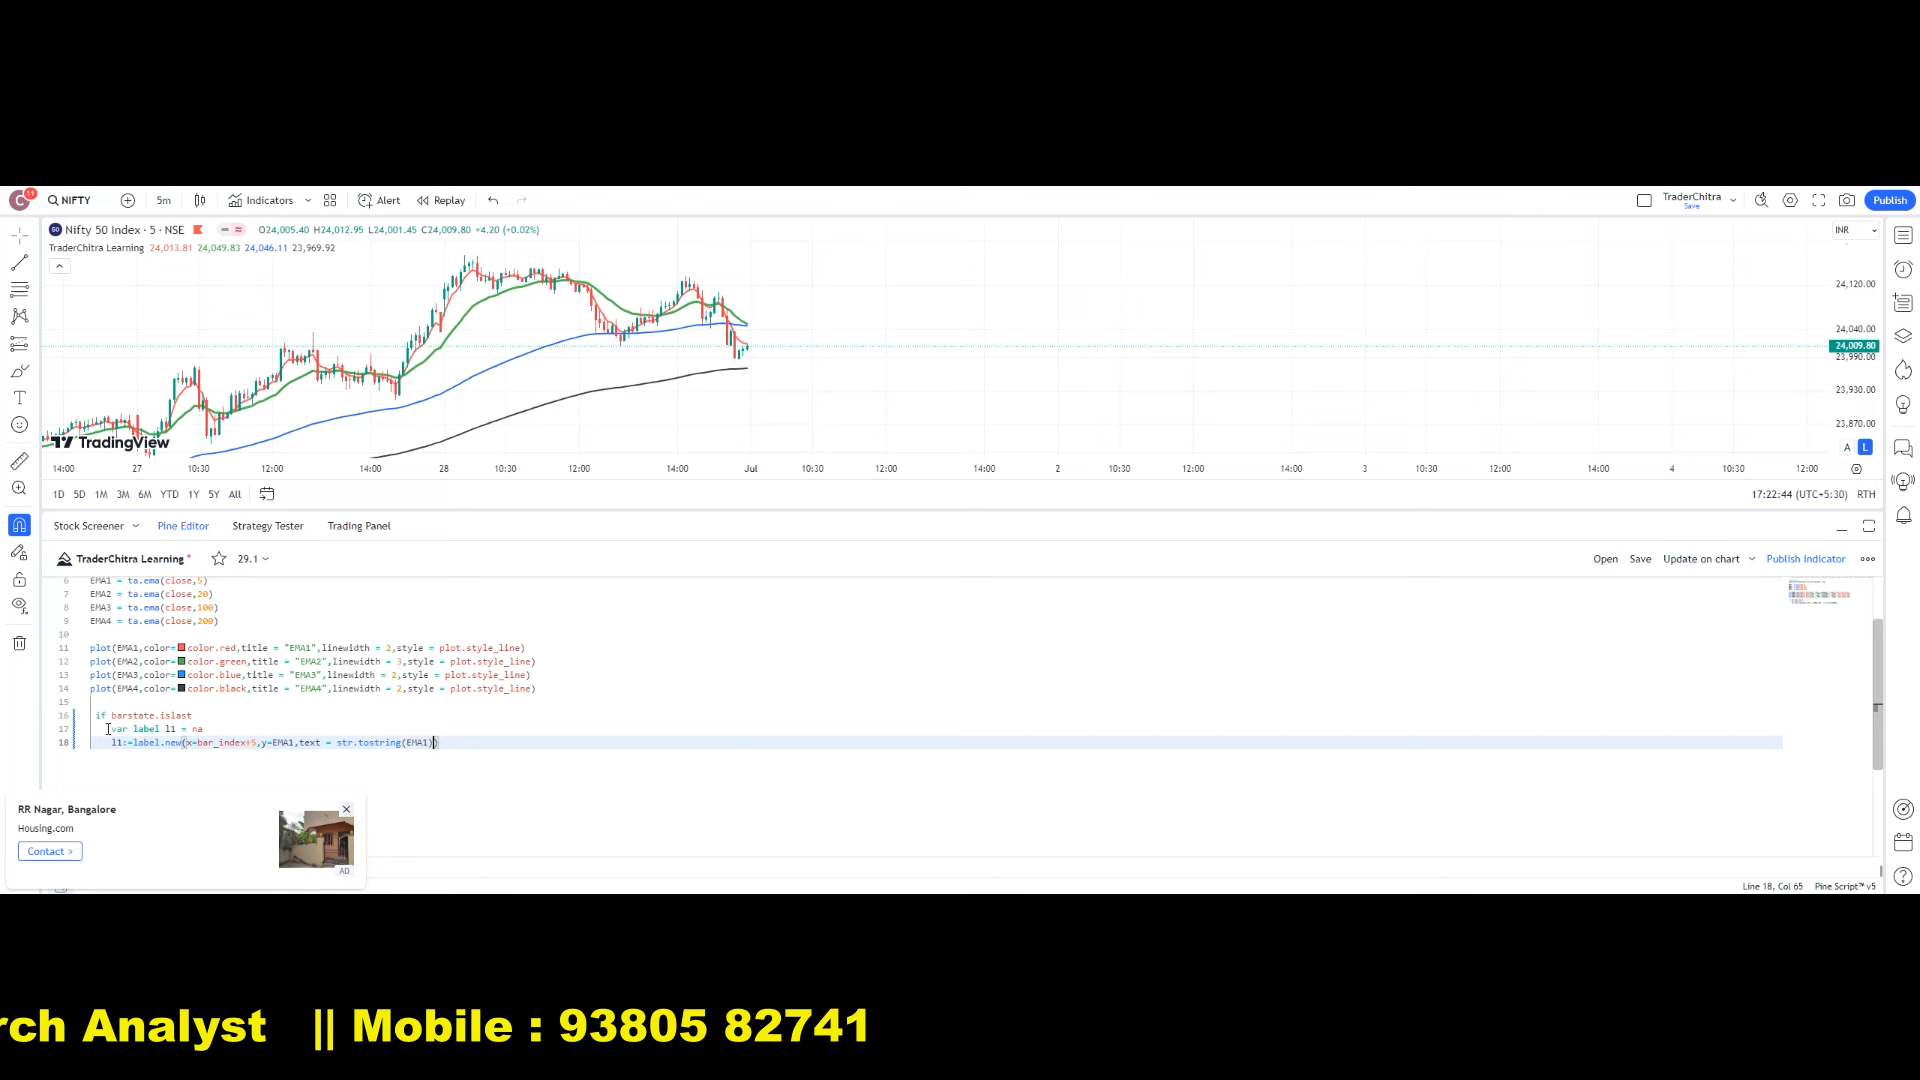 C 11 NIFTY 5m Indicators Alert Replay TraderChitra Save Publish
Nifty 50 Index · 5 · NSE O24,005.40 H24,012.95 L24,001.45 C24,009.80 +4.20 (+0.02%) INR
TraderChitra Learning 24,013.81 24,049.83 24,046.11 23,969.92
24,120.00
24,040.00
24,009.80
23,990.00
23,930.00
23,870.00
TradingView
A L
14:00 27 10:30 12:00 14:00 28 10:30 12:00 14:00 Jul 10:30 12:00 14:00 2 10:30 12:00 14:00 3 10:30 12:00 14:00 4 10:30 12:00
1D 5D 1M 3M 6M YTD 1Y 5Y All 17:22:44 (UTC+5:30) RTH
Stock Screener Pine Editor Strategy Tester Trading Panel
TraderChitra Learning * 29.1 Open Save Update on chart Publish indicator
6 EMA1 = ta.ema(close,5)
7 EMA2 = ta.ema(close,20)
8 EMA3 = ta.ema(close,100)
9 EMA4 = ta.ema(close,200)
10
11 plot(EMA1,color=color.red,title = "EMA1",linewidth = 2,style = plot.style_line)
12 plot(EMA2,color=color.green,title = "EMA2",linewidth = 3,style = plot.style_line)
13 plot(EMA3,color=color.blue,title = "EMA3",linewidth = 2,style = plot.style_line)
14 plot(EMA4,color=color.black,title = "EMA4",linewidth = 2,style = plot.style_line)
15
16 if barstate.islast
17 var label l1 = na
18 l1:=label.new(x=bar_index+5,y=EMA1,text = str.tostring(EMA1))
RR Nagar, Bangalore
Housing.com
Contact >
AD
Line 18, Col 65 Pine Script™ v5
rch Analyst || Mobile : 93805 82741